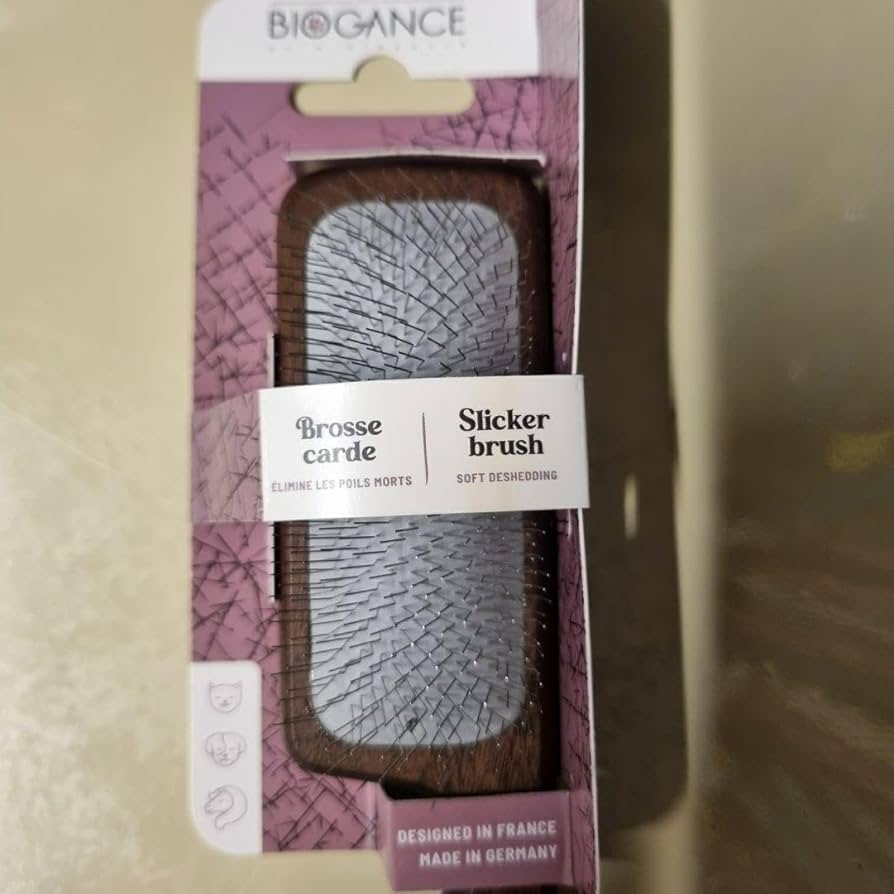 BIOGANCE
Brosse
carde
ÉLIMINE LES POILS MORTS
Slicker
brush
SOFT DESHEDDING
DESIGNED IN FRANCE
MADE IN GERMANY